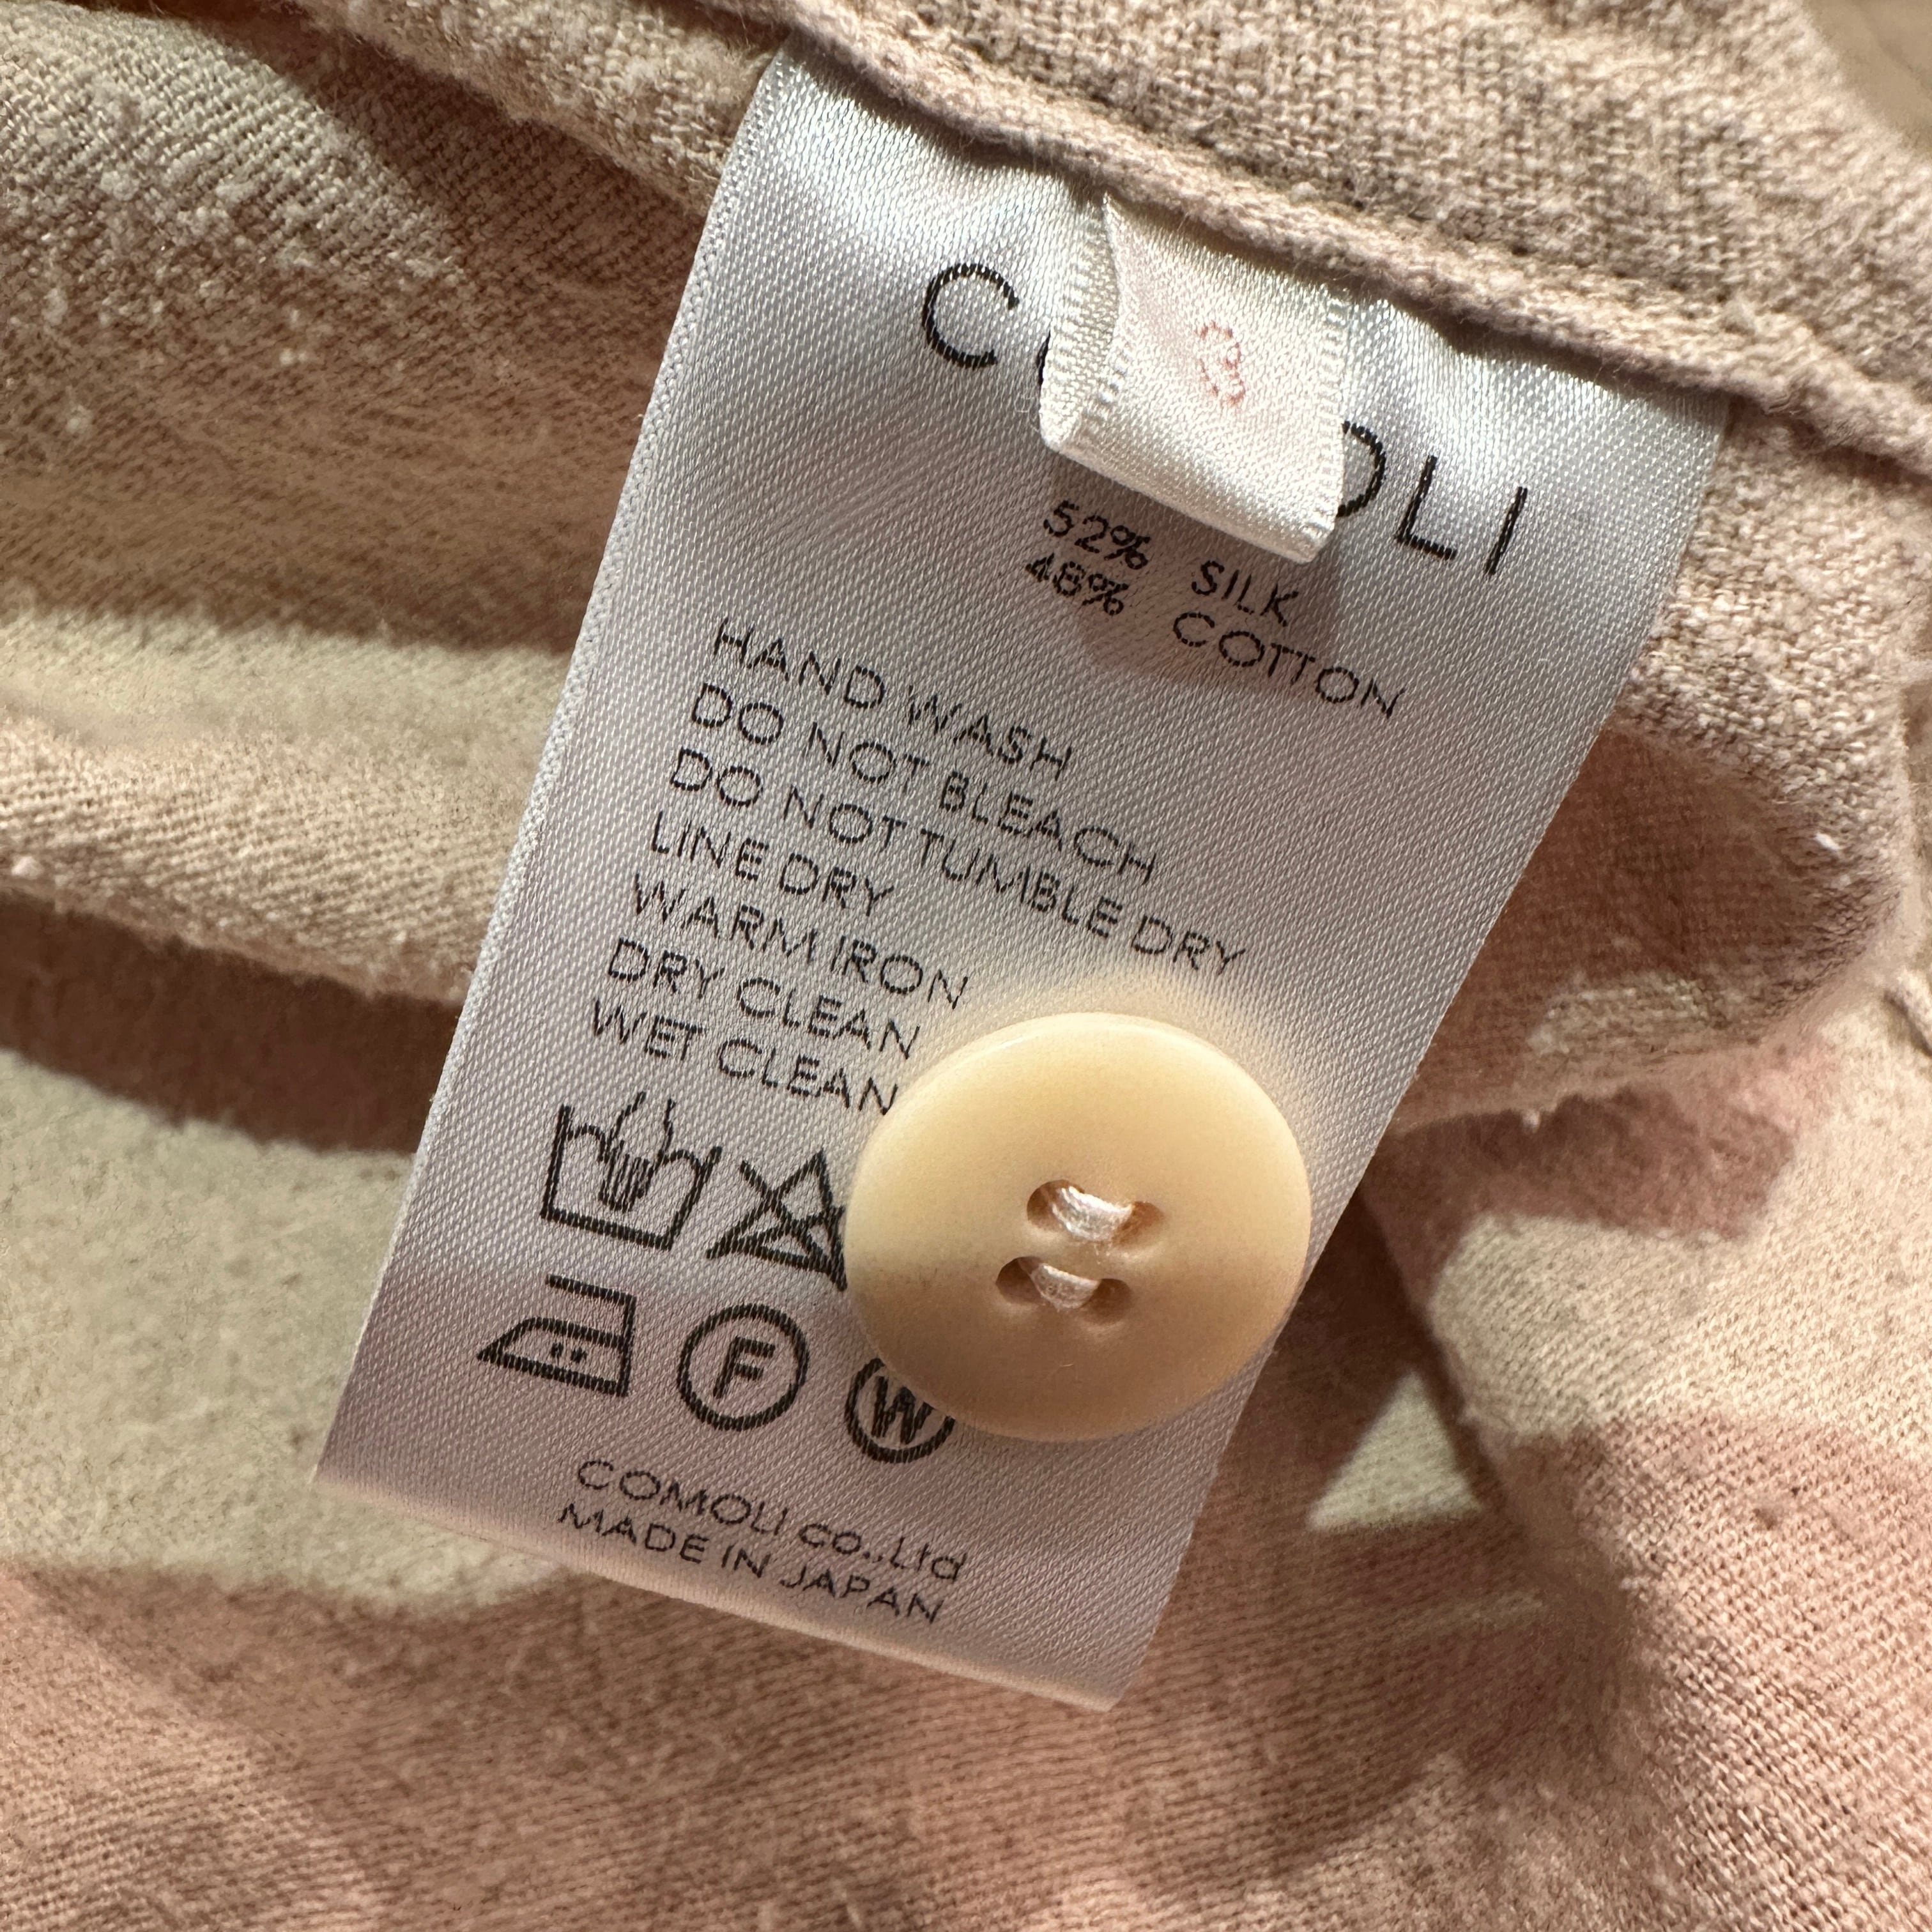 3
52% SILK
48% COTTON
HAND WASH
DO NOT BLEACH
DO NOT TUMBLE DRY
LINE DRY
WARM IRON
DRY CLEAN
WET CLEAN
F W
COMOLI co.,Ltd
MADE IN JAPAN